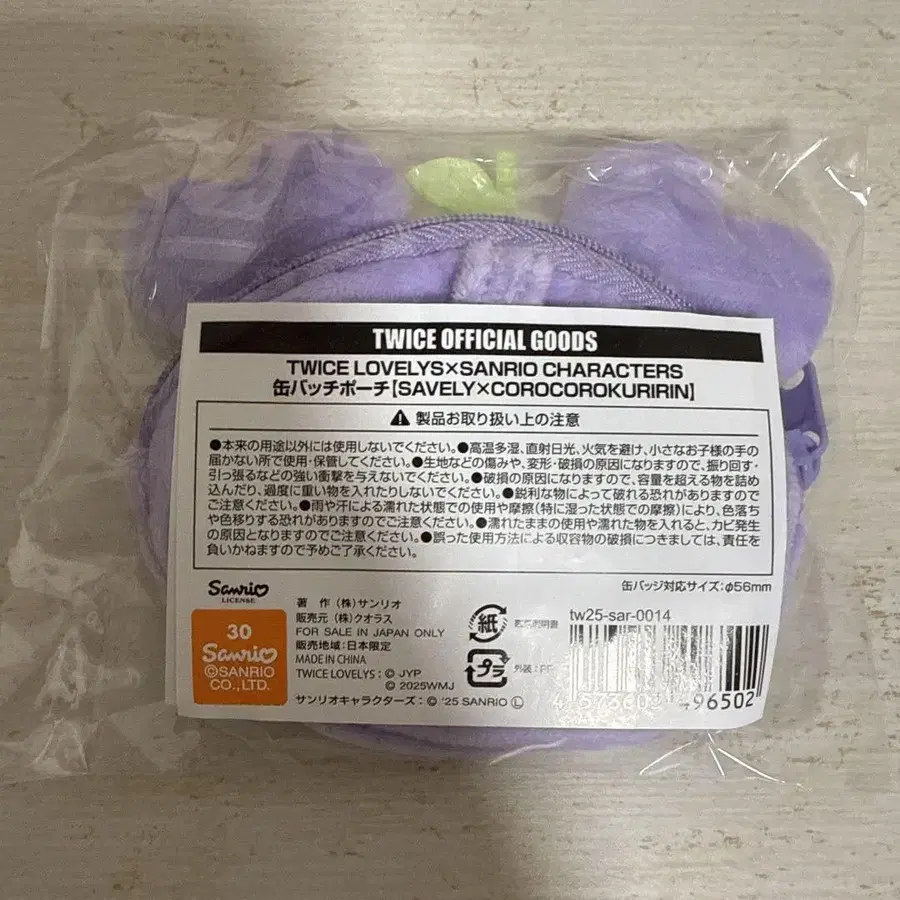 TWICE OFFICIAL GOODS
TWICE LOVELYS×SANRIO CHARACTERS
缶バッチポーチ【SAVELY×COROCOROKURIRIN】
製品お取り扱い上の注意
●本来の用途以外には使用しないでください。●高温多湿、直射日光、火気を避け、小さなお子様の手の
届かない所で使用・保管してください。●生地などの傷みや、変形・破損の原因になりますので、振り回す・
引っ張るなどの強い衝撃を与えないでください。●破損の原因になりますので、容量を超える物を詰め
込んだり、過度に重い物を入れたりしないでください。●鋭利な物によって破れる恐れがありますので
ご注意ください。●雨や汗による濡れた状態での使用や摩擦(特に湿った状態での摩擦)により、色落ち
や色移りする恐れがありますのでご注意ください。●濡れたままの使用や濡れた物を入れると、カビ発生
の原因となりますのでご注意ください。●誤った使用方法による収容物の破損につきましては、責任を
負いかねますので予めご了承ください。
缶バッジ対応サイズ:φ56mm
Sanrio
LICENSE
30
Sanrio
©SANRIO
CO.,LTD.
著 作 (株)サンリオ
販売元 (株)クオラス
FOR SALE IN JAPAN ONLY
販売地域:日本限定
MADE IN CHINA
TWICE LOVELYS:© JYP
© 2025WMJ
サンリオキャラクターズ:© '25 SANRIO Ⓛ
紙
プラ
外装:
tw25-sar-0014
496502